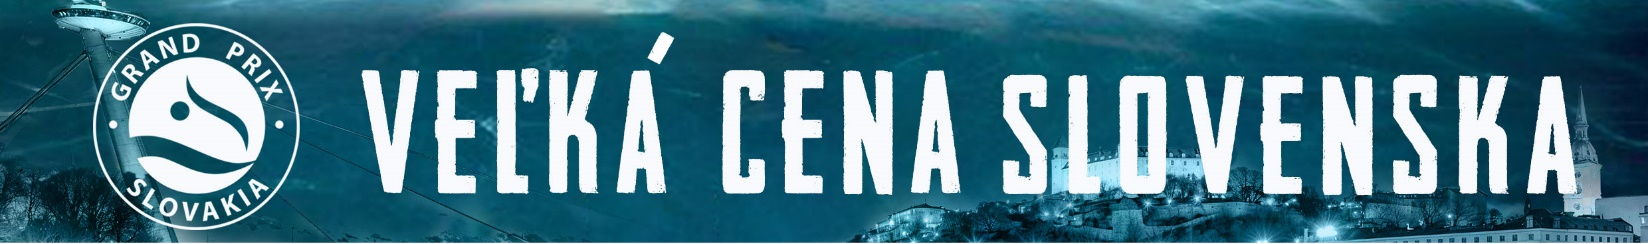 GRAND PRIX
SLOVAKIA
VEĽKÁ CENA SLOVENSKA